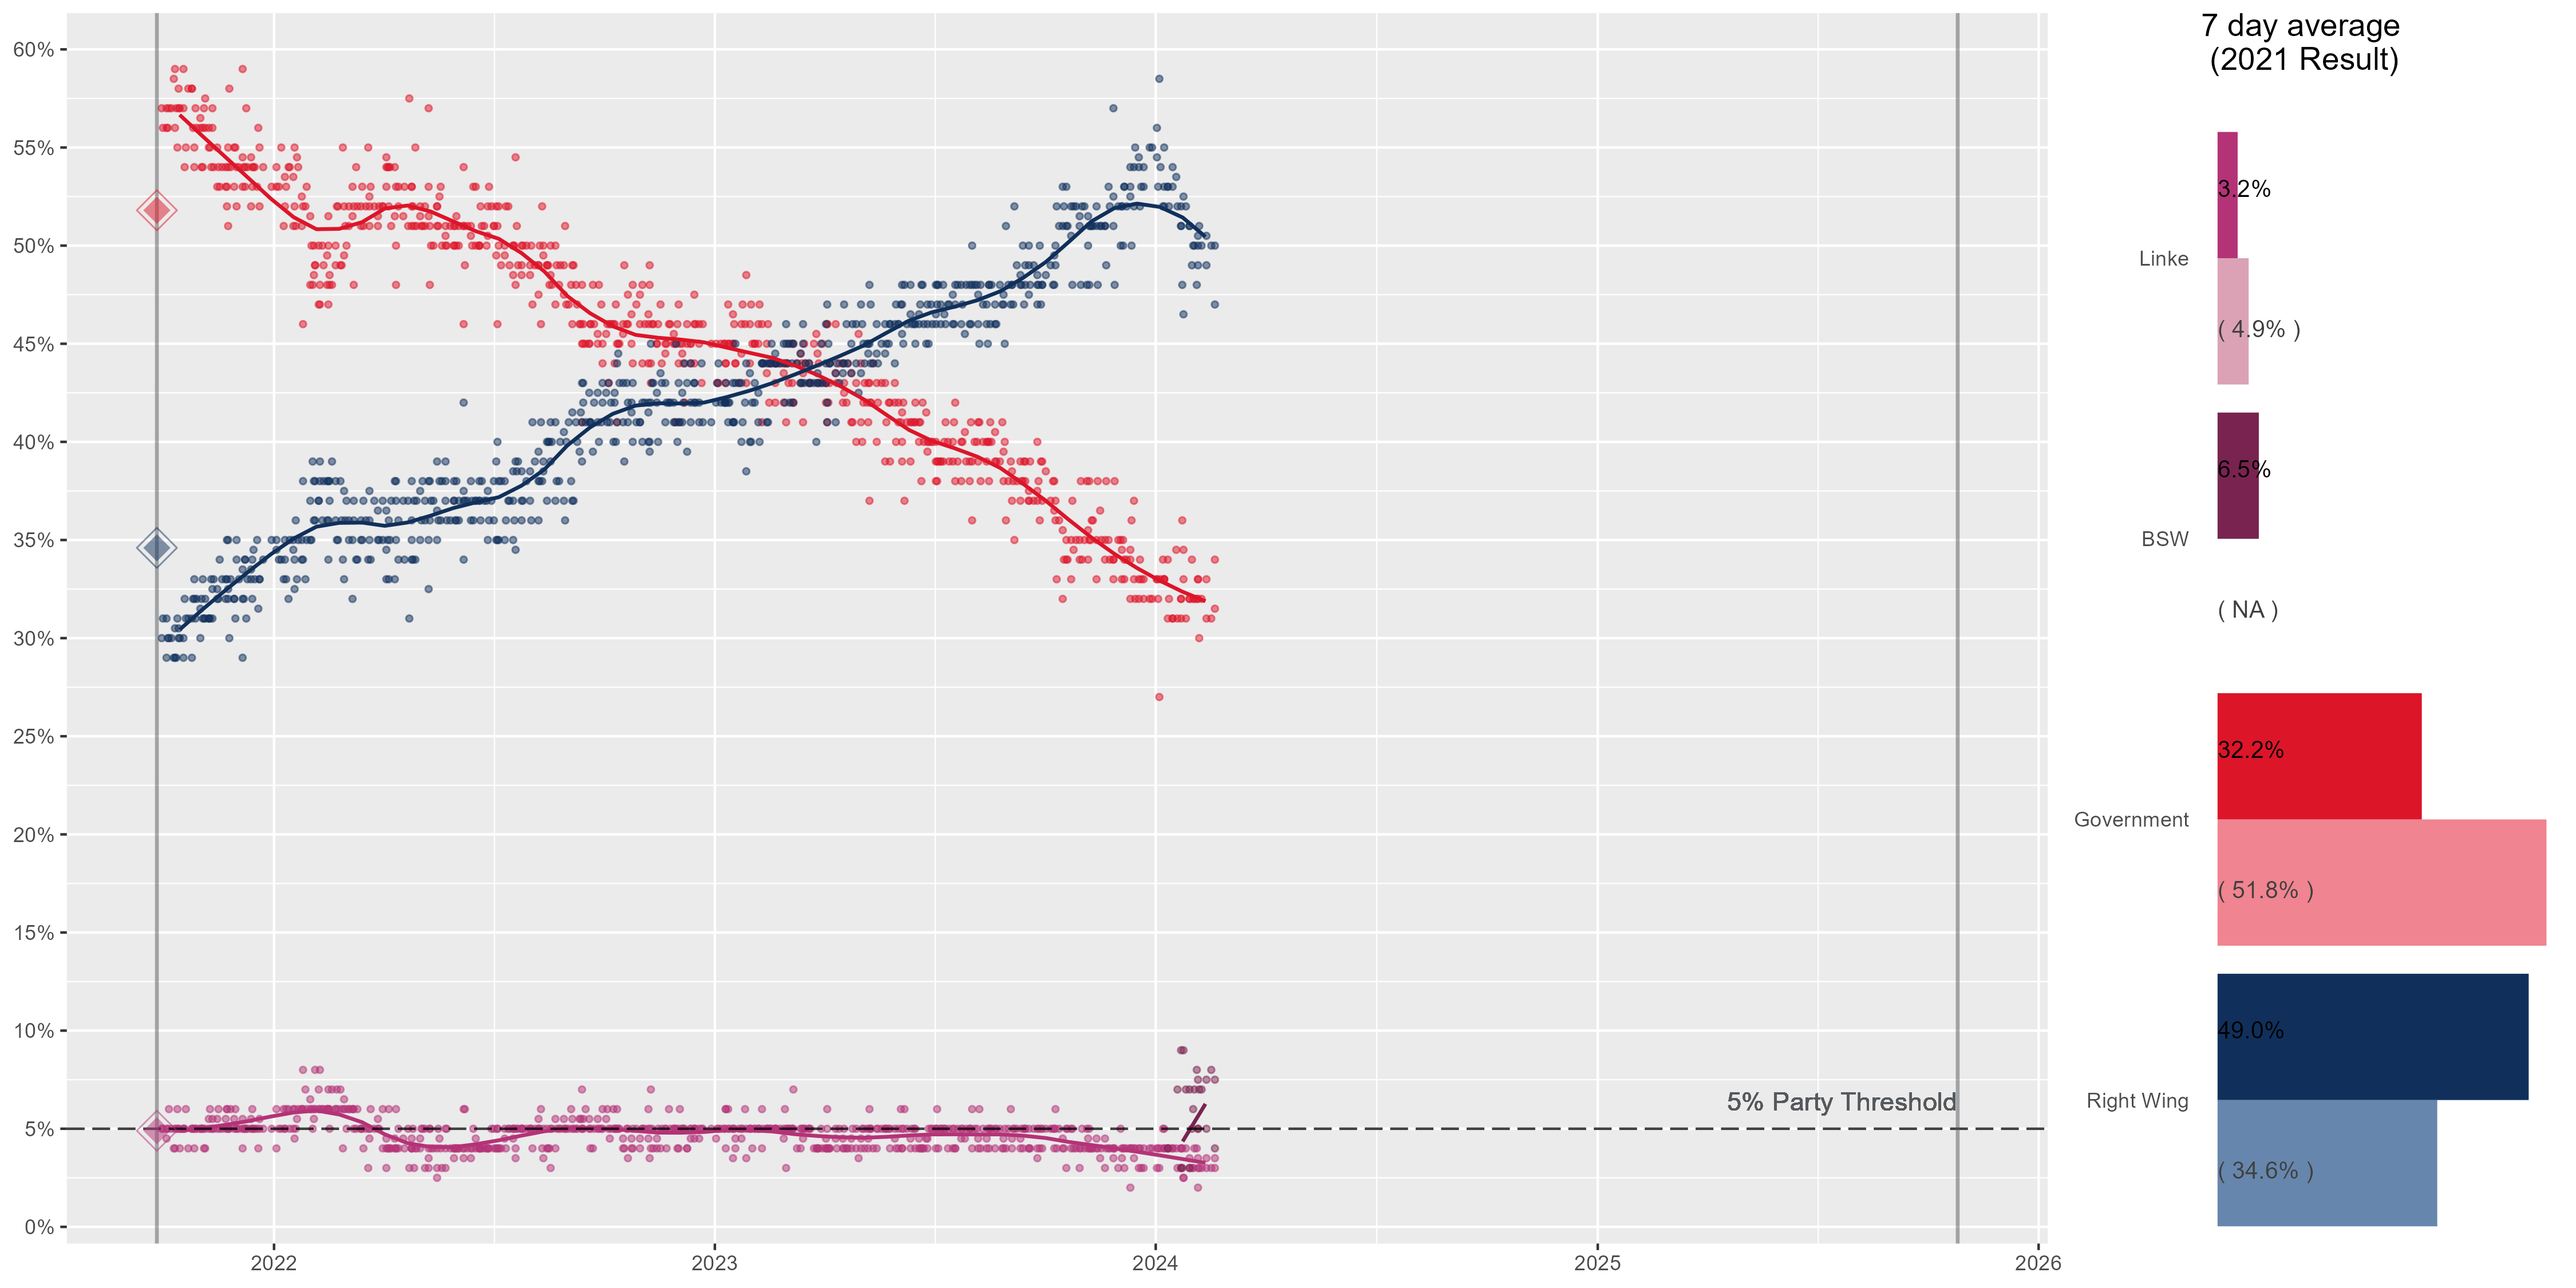 60%
55%
50%
45%
40%
35%
30%
25%
20%
15%
10%
5%
0%
2022
2023
2024
2025
2026
5% Party Threshold
7 day average
(2021 Result)
Linke
3.2%
( 4.9% )
BSW
6.5%
( NA )
Government
32.2%
( 51.8% )
Right Wing
49.0%
( 34.6% )